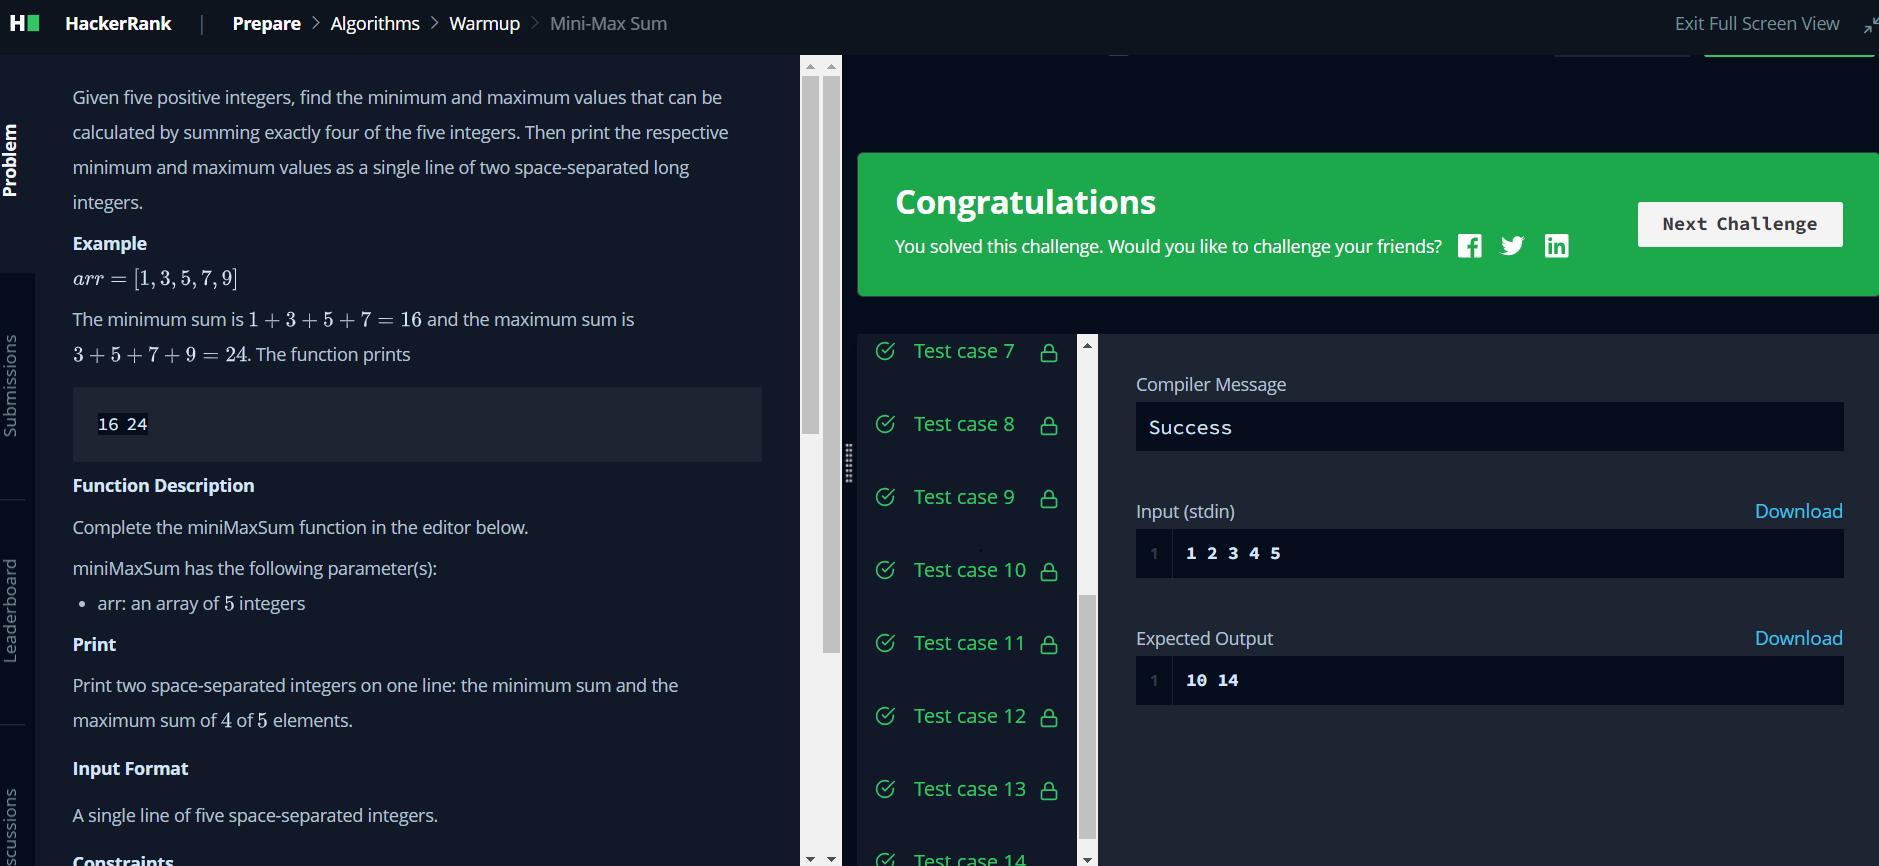 H
HackerRank | Prepare > Algorithms > Warmup > Mini-Max Sum
Exit Full Screen View
Problem
Submissions
Leaderboard
scussions
Given five positive integers, find the minimum and maximum values that can be
calculated by summing exactly four of the five integers. Then print the respective
minimum and maximum values as a single line of two space-separated long
integers.
Example
arr = [1, 3, 5, 7, 9]
The minimum sum is 1 + 3 + 5 + 7 = 16 and the maximum sum is
3 + 5 + 7 + 9 = 24. The function prints
16 24
Function Description
Complete the miniMaxSum function in the editor below.
miniMaxSum has the following parameter(s):
• arr: an array of 5 integers
Print
Print two space-separated integers on one line: the minimum sum and the
maximum sum of 4 of 5 elements.
Input Format
A single line of five space-separated integers.
Constraints
Congratulations
You solved this challenge. Would you like to challenge your friends?
Next Challenge
Test case 7
Test case 8
Test case 9
Test case 10
Test case 11
Test case 12
Test case 13
Test case 14
Compiler Message
Success
Input (stdin)
Download
1 1 2 3 4 5
Expected Output
Download
1 10 14